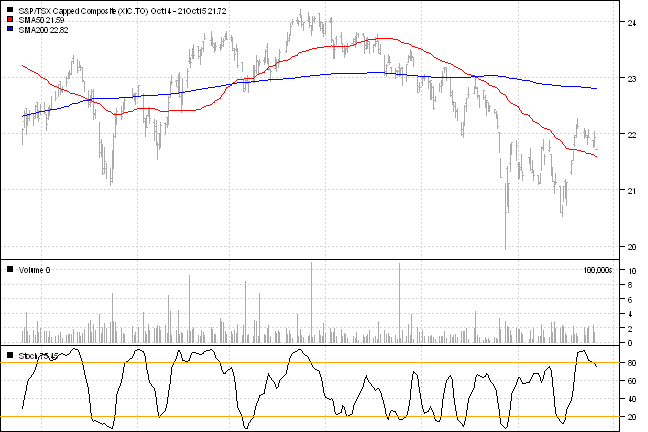 S&P/TSX Capped Composite (XIC.TO) Oct14 - 21Oct15 21.72
SMA50 21.59
SMA200 22.82
24
23
22
21
20
Volume 0
100,000s
10
8
6
4
2
0
Stoch 75.45
80
60
40
20